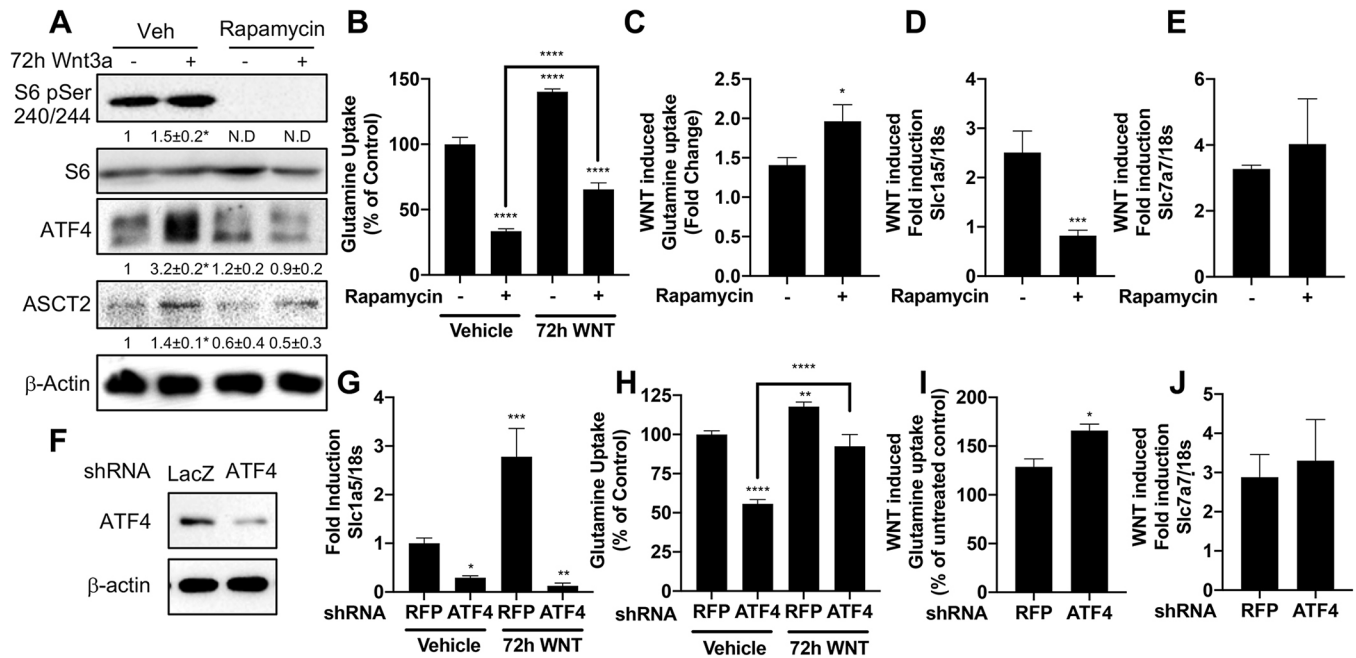 A
Veh Rapamycin
72h Wnt3a - + - +
S6 pSer
240/244
1 1.5±0.2* N.D N.D
S6
ATF4
1 3.2±0.2* 1.2±0.2 0.9±0.2
ASCT2
1 1.4±0.1* 0.6±0.4 0.5±0.3
β-Actin
B
Glutamine Uptake
(% of Control)
150
100
50
0
****
****
****
****
Rapamycin - + - +
Vehicle 72h WNT
C
WNT induced
Glutamine uptake
(Fold Change)
2.5
2.0
1.5
1.0
0.5
0.0
*
Rapamycin - +
D
WNT induced
Fold induction
Slc1a5/18s
5
4
3
2
1
0
***
Rapamycin - +
E
WNT induced
Fold induction
Slc7a7/18s
6
4
2
0
Rapamycin - +
F
shRNA LacZ ATF4
ATF4
β-actin
G
Fold Induction
Slc1a5/18s
4
3
2
1
0
*
***
**
shRNA RFP ATF4 RFP ATF4
Vehicle 72h WNT
H
Glutamine Uptake
(% of Control)
125
100
75
50
25
0
****
****
**
shRNA RFP ATF4 RFP ATF4
Vehicle 72h WNT
I
WNT induced
Glutamine uptake
(% of untreated control)
200
150
100
50
0
*
shRNA RFP ATF4
J
WNT induced
Fold induction
Slc7a7/18s
5
4
3
2
1
0
shRNA RFP ATF4